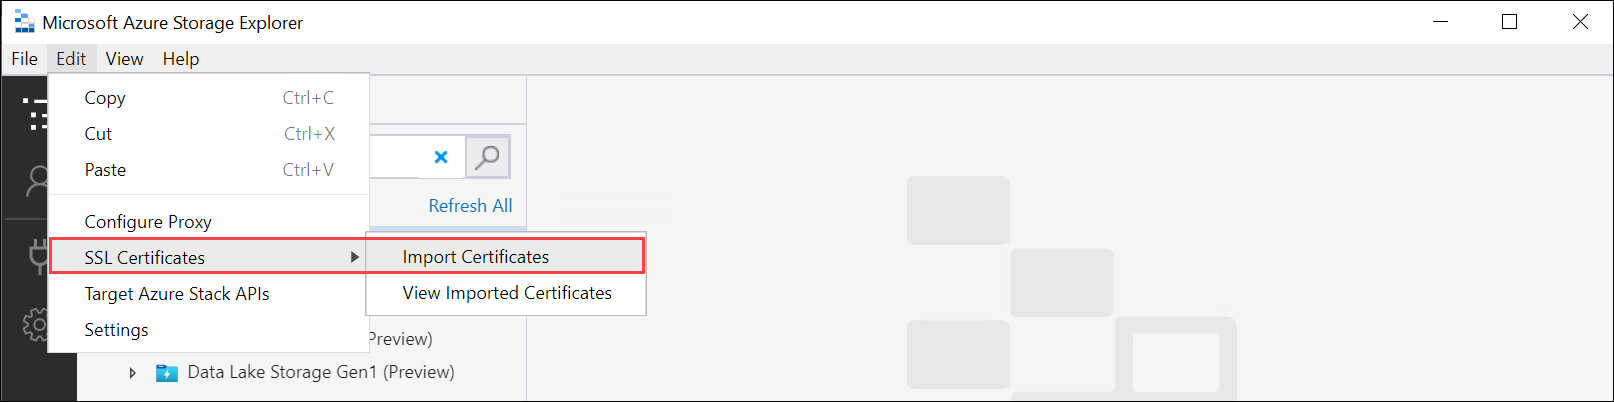 Microsoft Azure Storage Explorer
File Edit View Help
Copy Ctrl+C
Cut Ctrl+X
Paste Ctrl+V
Refresh All
Configure Proxy
SSL Certificates Import Certificates
Target Azure Stack APIs View Imported Certificates
Settings
Preview)
Data Lake Storage Gen1 (Preview)